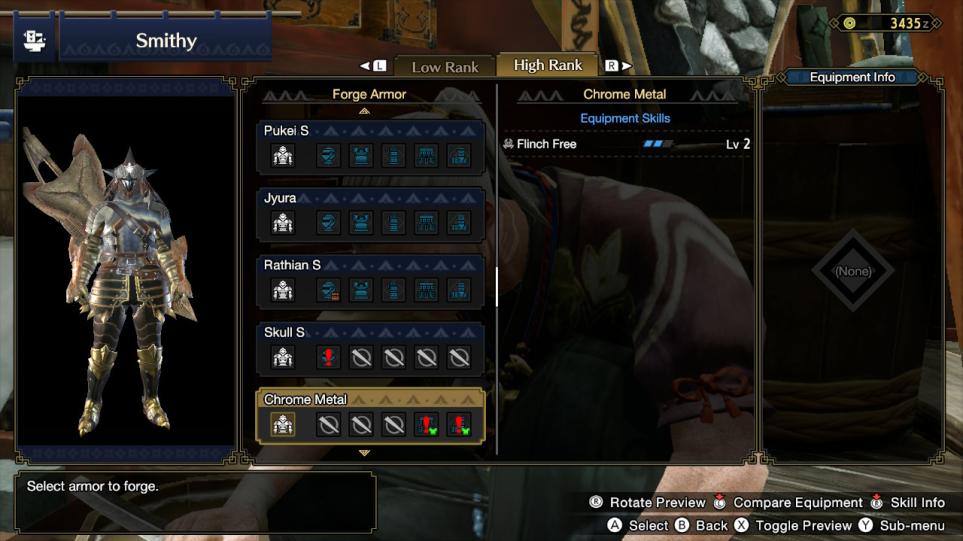 Smithy
3435z
L
Low Rank
High Rank
R
Forge Armor
Pukei S
Jyura
Rathian S
Skull S
Chrome Metal
Chrome Metal
Equipment Skills
Flinch Free
Lv 2
Equipment Info
(None)
Select armor to forge.
R Rotate Preview Compare Equipment Skill Info
A Select B Back X Toggle Preview Y Sub-menu